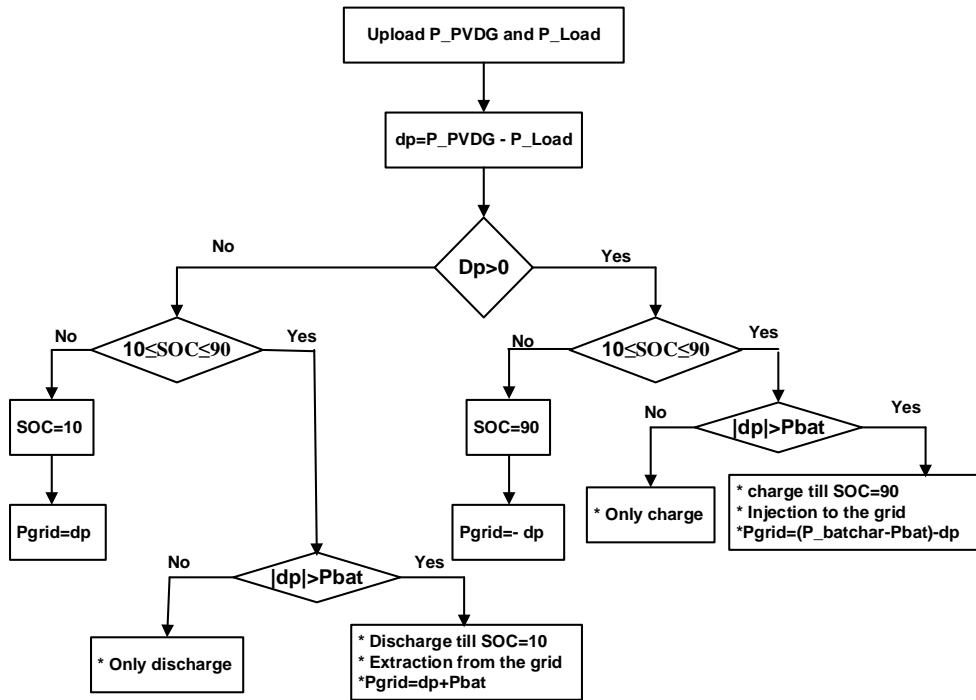 Upload P_PVDG and P_Load
dp=P_PVDG - P_Load
Dp>0
No
Yes
10≤SOC≤90
No
Yes
SOC=10
Pgrid=dp
|dp|>Pbat
No
Yes
* Only discharge
* Discharge till SOC=10
* Extraction from the grid
*Pgrid=dp+Pbat
10≤SOC≤90
No
Yes
SOC=90
Pgrid=- dp
|dp|>Pbat
No
Yes
* Only charge
* charge till SOC=90
* Injection to the grid
*Pgrid=(P_batchar-Pbat)-dp